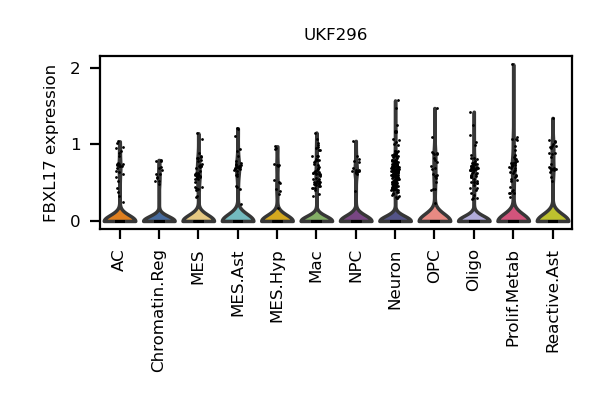 UKF296
FBXL17 expression
2
1
0
AC
Chromatin.Reg
MES
MES.Ast
MES.Hyp
Mac
NPC
Neuron
OPC
Oligo
Prolif.Metab
Reactive.Ast